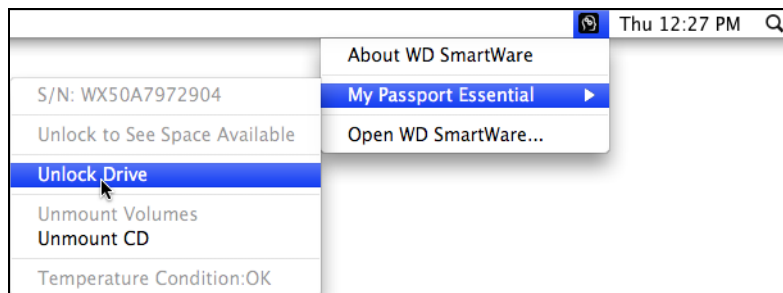 Thu 12:27 PM
About WD SmartWare
My Passport Essential
Open WD SmartWare...
S/N: WX50A7972904
Unlock to See Space Available
Unlock Drive
Unmount Volumes
Unmount CD
Temperature Condition:OK